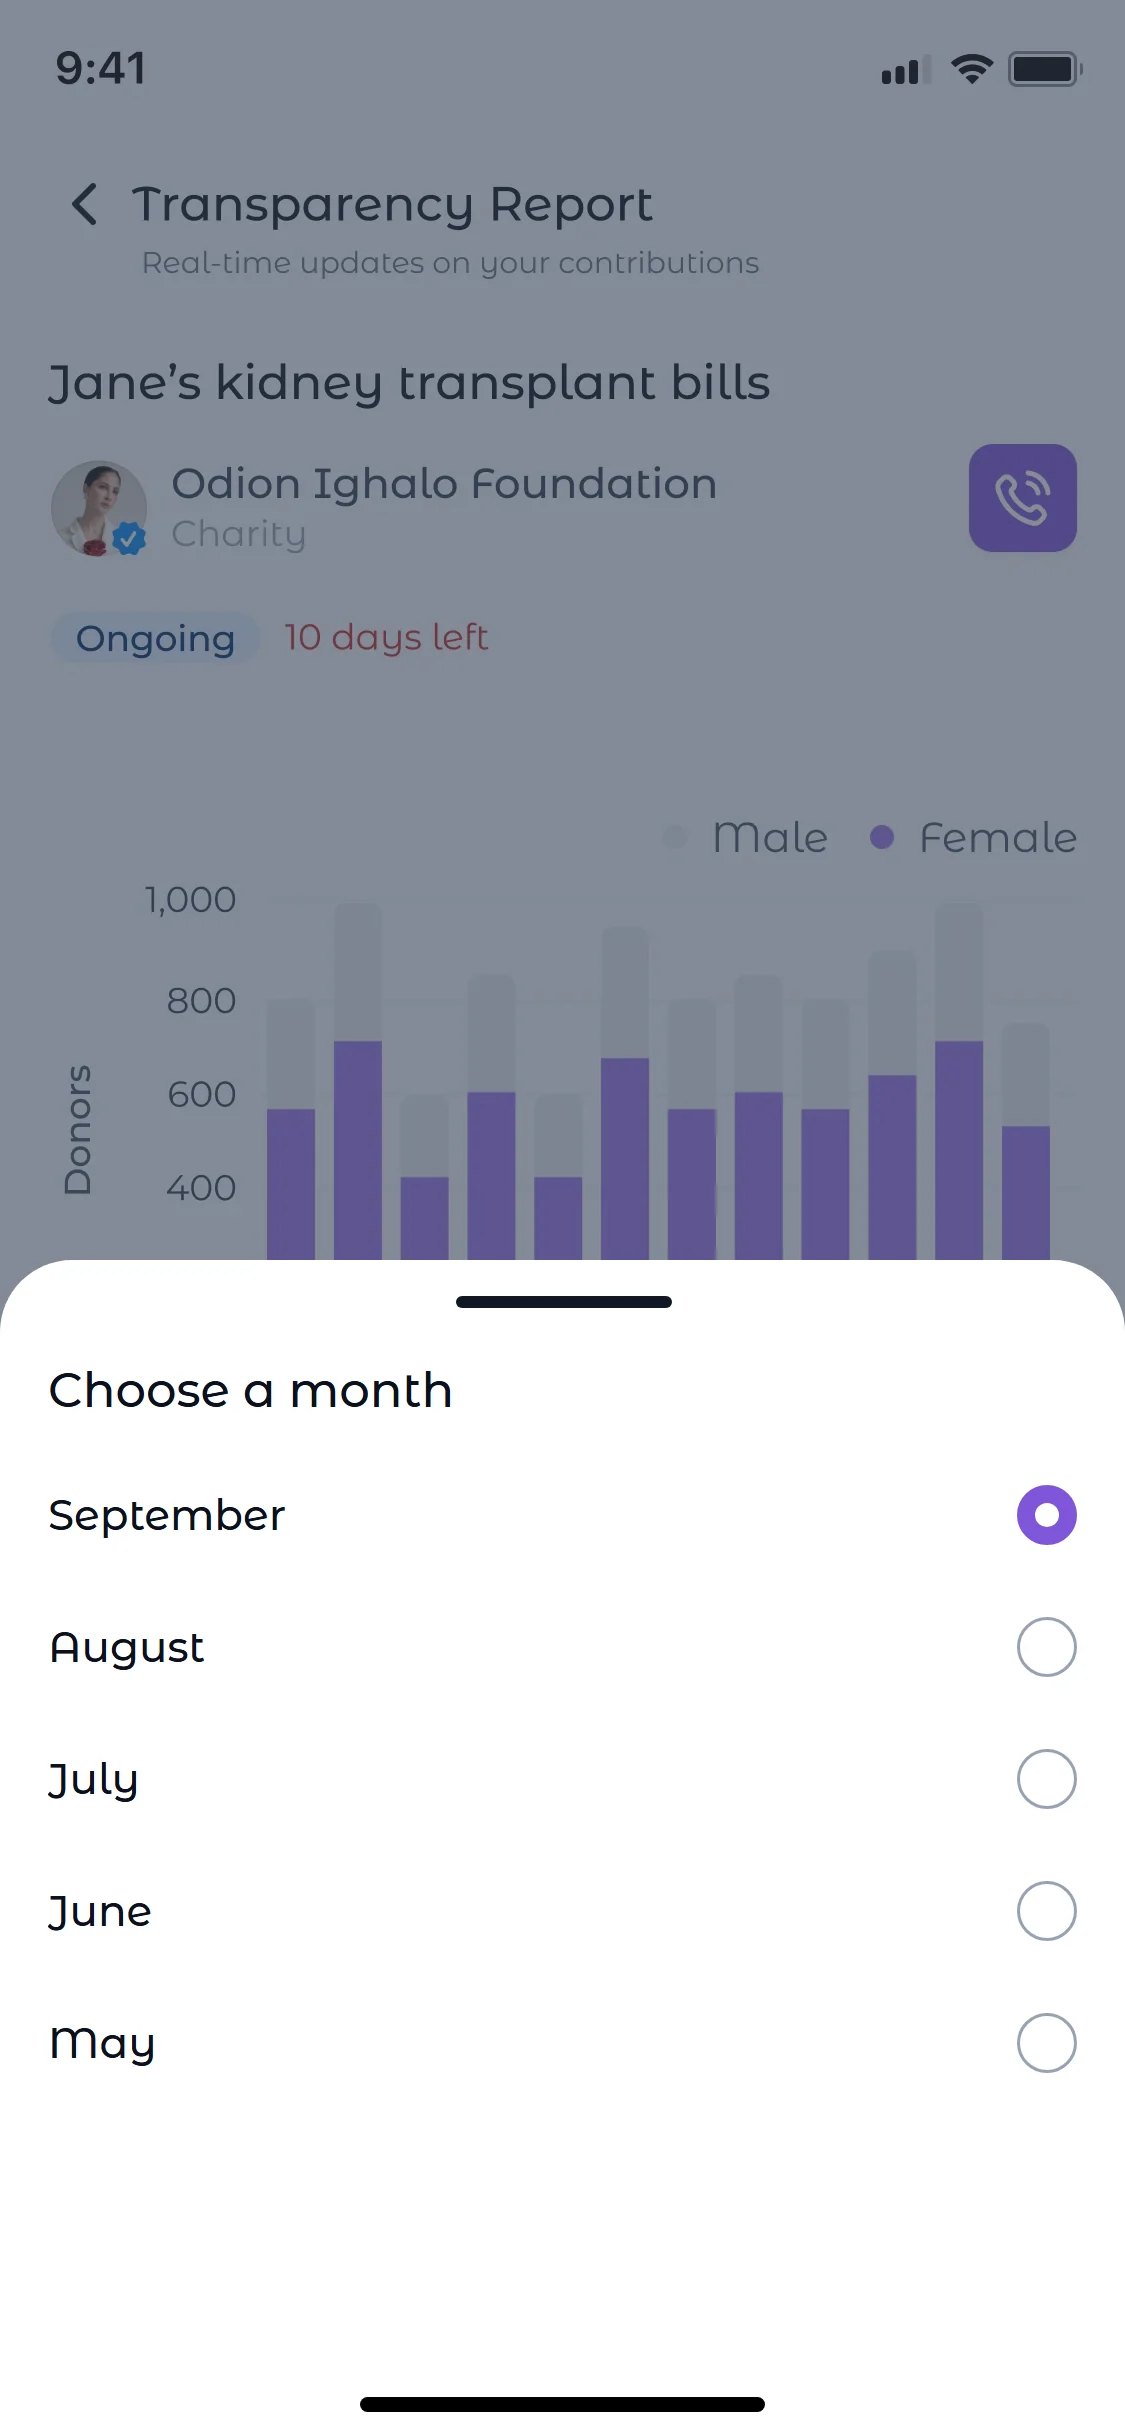 9:41
Transparency Report
Real-time updates on your contributions
Jane’s kidney transplant bills
Odion Ighalo Foundation
Charity
Ongoing 10 days left
Male Female
1,000
800
600
400
Donors
Choose a month
September
August
July
June
May